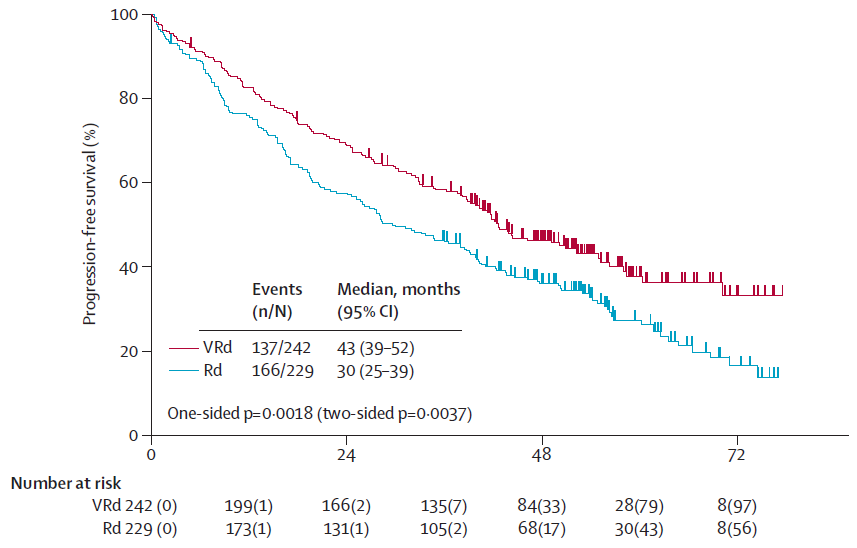 100
80
60
40
20
0
Progression-free survival (%)
Events Median, months
(n/N) (95% CI)
VRd 137/242 43 (39–52)
Rd 166/229 30 (25–39)
One-sided p=0·0018 (two-sided p=0·0037)
0 24 48 72
Number at risk
VRd 242 (0) 199(1) 166(2) 135(7) 84(33) 28(79) 8(97)
Rd 229 (0) 173(1) 131(1) 105(2) 68(17) 30(43) 8(56)